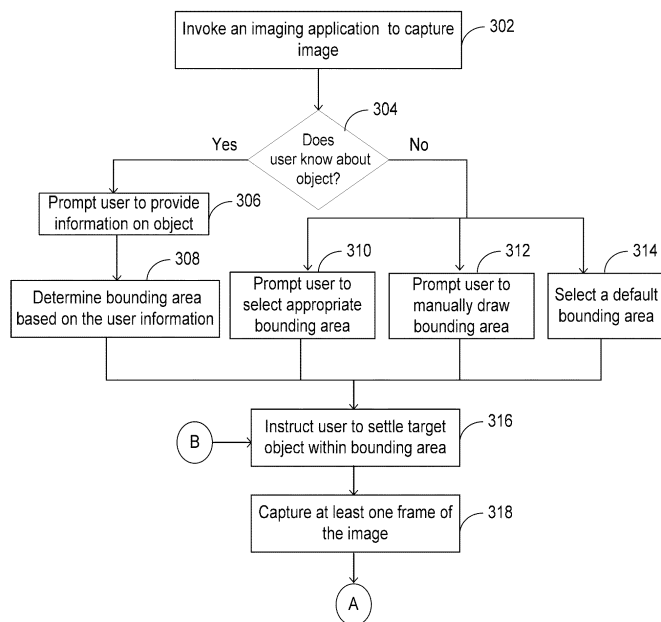 Invoke an imaging application to capture
image
302
304
Does
user know about
object?
Yes
No
Prompt user to provide
information on object
306
308
Determine bounding area
based on the user information
310
Prompt user to
select appropriate
bounding area
312
Prompt user to
manually draw
bounding area
314
Select a default
bounding area
B
Instruct user to settle target
object within bounding area
316
Capture at least one frame of
the image
318
A